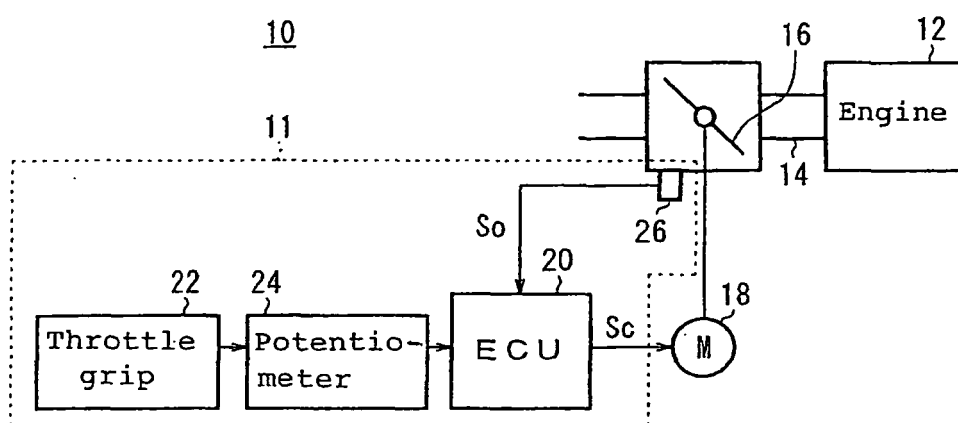 10
12
16
Engine
11
14
26
So
20
22
24
18
Throttle
grip
Potentio-
meter
ECU
Sc
M